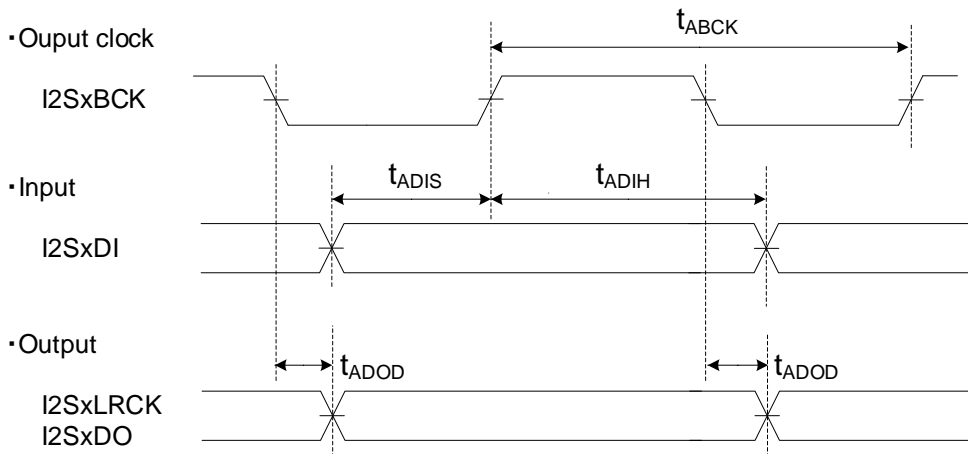 ・Ouput clock
tABCK
I2SxBCK
tADIS
tADIH
・Input
I2SxDI
・Output
tADOD
tADOD
I2SxLRCK
I2SxDO